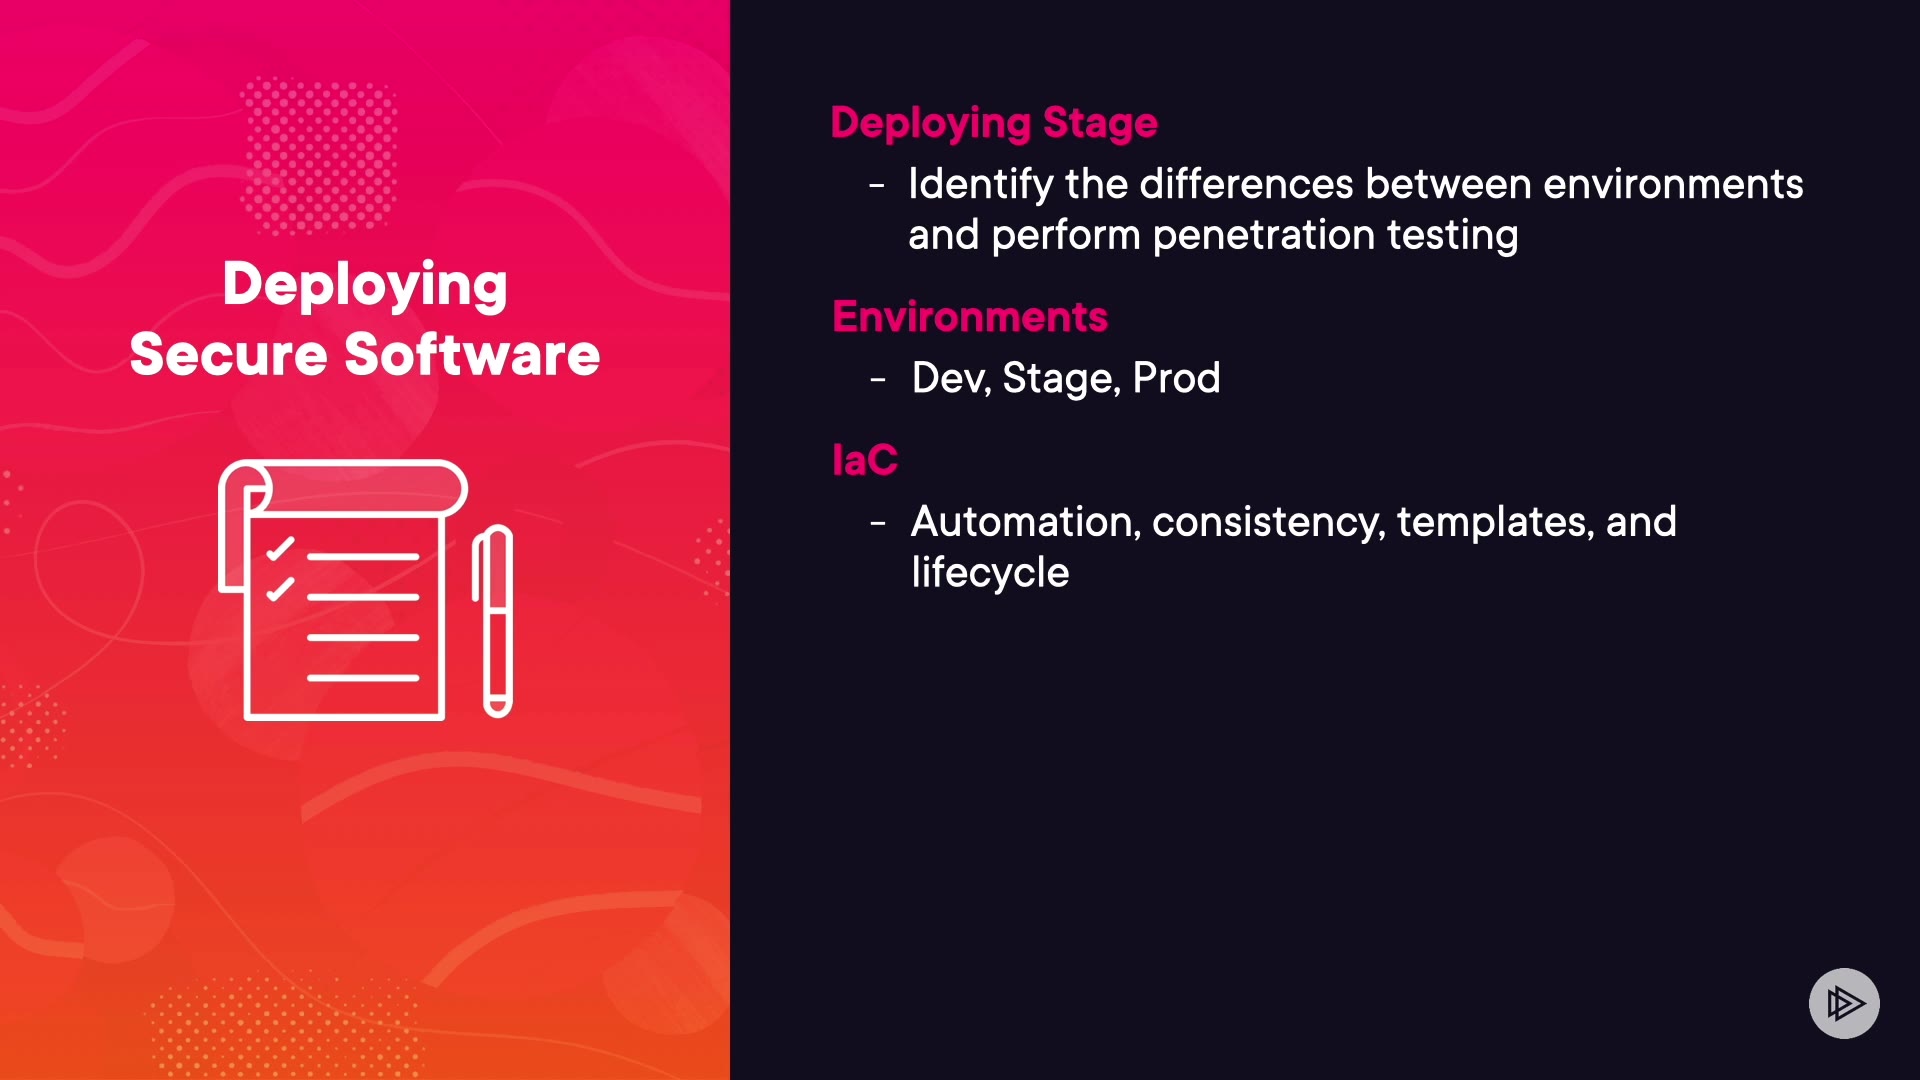 Deploying
Secure Software
Deploying Stage
- Identify the differences between environments
and perform penetration testing
Environments
- Dev, Stage, Prod
IaC
- Automation, consistency, templates, and
lifecycle